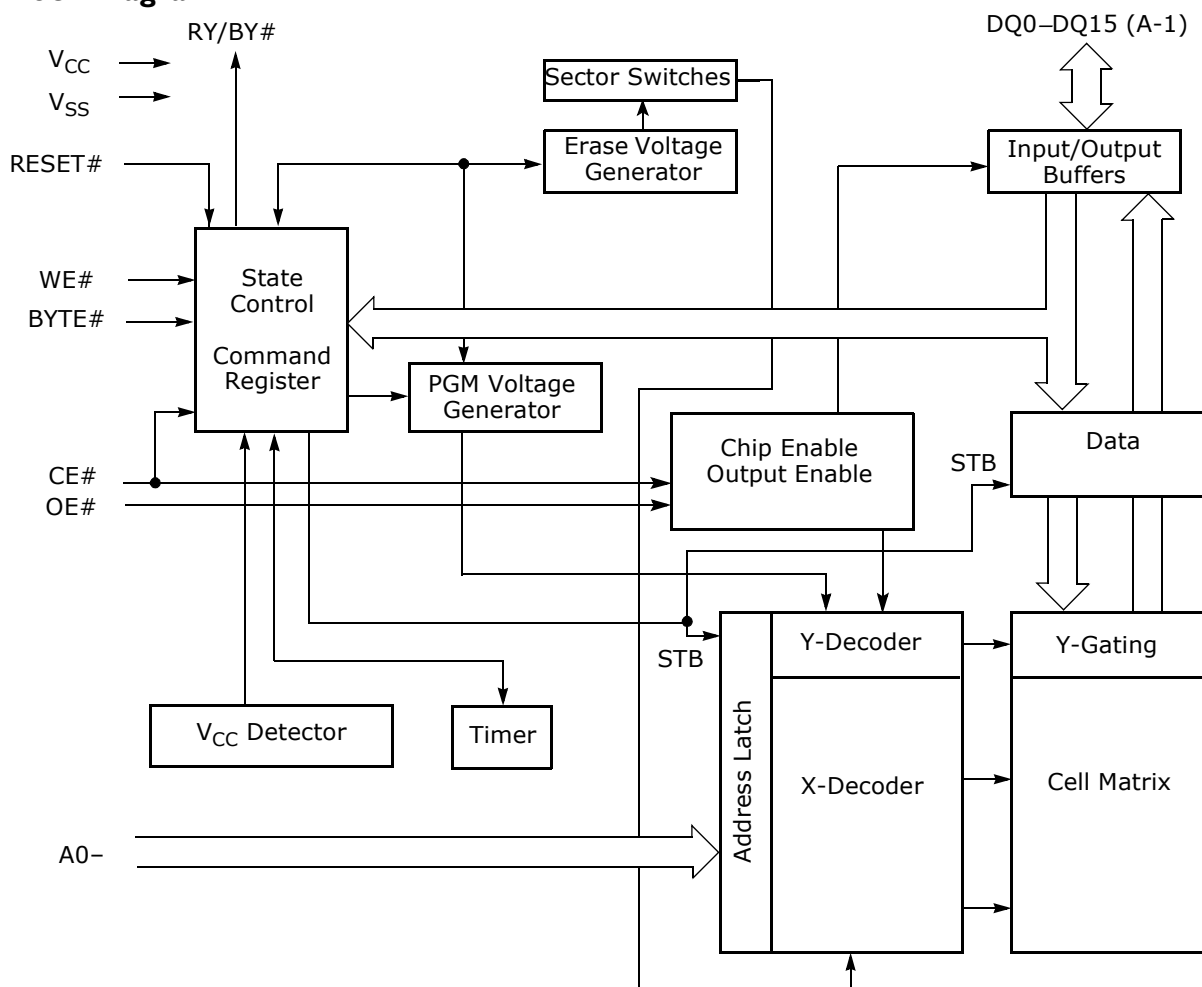 RY/BY#
DQ0–DQ15 (A-1)
VCC
VSS
Sector Switches
Erase Voltage
Generator
Input/Output
Buffers
RESET#
WE#
BYTE#
State
Control
Command
Register
PGM Voltage
Generator
Chip Enable
Output Enable
STB
Data
CE#
OE#
STB
Y-Decoder
Y-Gating
VCC Detector
Timer
Address Latch
X-Decoder
Cell Matrix
A0–